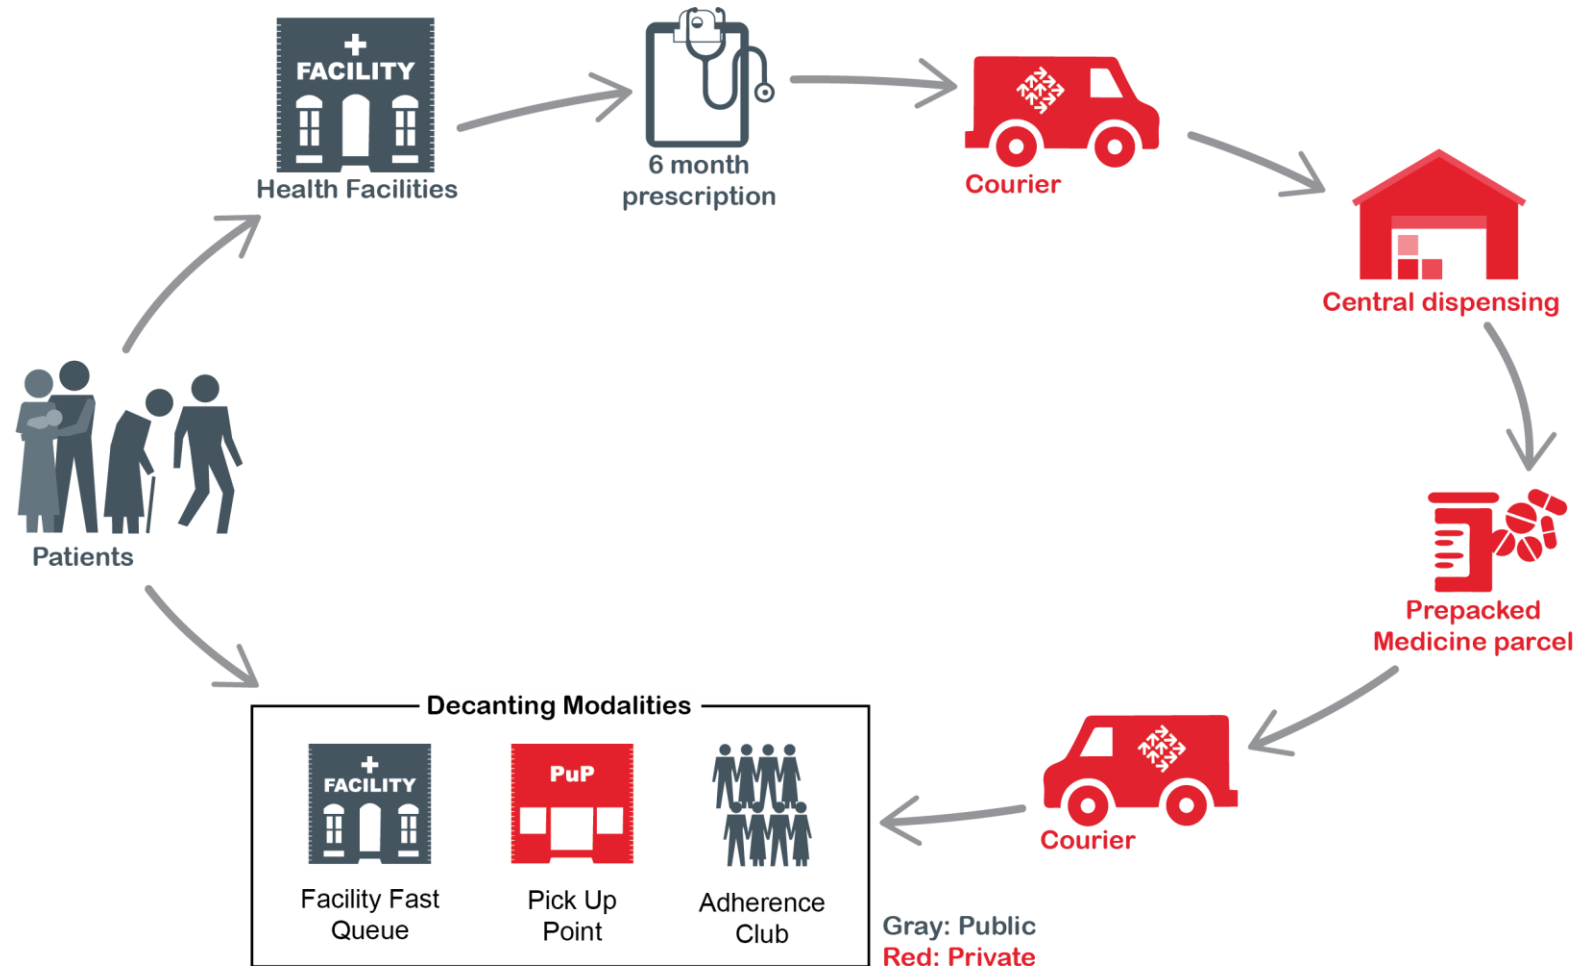 FACILITY
Health Facilities
6 month
prescription
Courier
Central dispensing
Patients
Prepacked
Medicine parcel
Courier
Decanting Modalities
FACILITY
Facility Fast
Queue
PuP
Pick Up
Point
Adherence
Club
Gray: Public
Red: Private